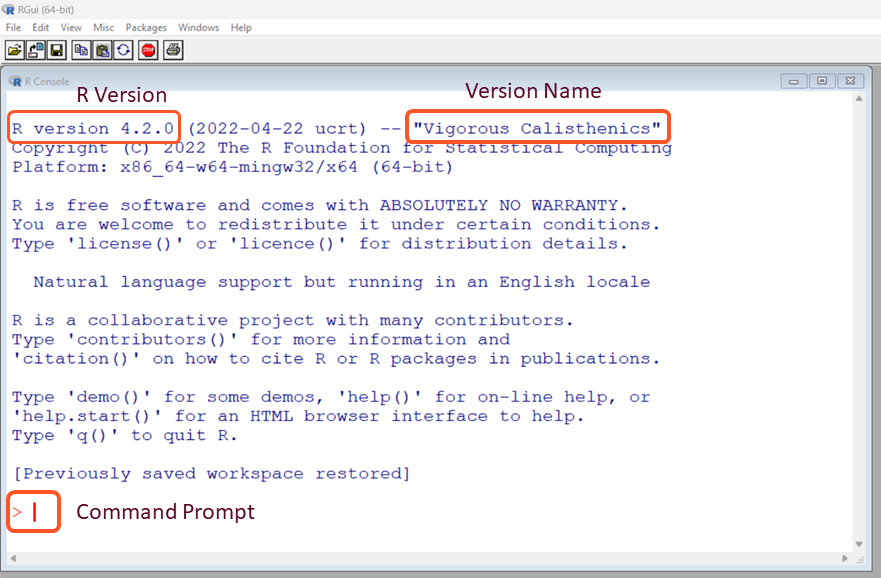 RGui (64-bit)
File Edit View Misc Packages Windows Help
R Console
R Version
Version Name
R version 4.2.0 (2022-04-22 ucrt) -- "Vigorous Calisthenics"
Copyright (C) 2022 The R Foundation for Statistical Computing
Platform: x86_64-w64-mingw32/x64 (64-bit)
R is free software and comes with ABSOLUTELY NO WARRANTY.
You are welcome to redistribute it under certain conditions.
Type 'license()' or 'licence()' for distribution details.
Natural language support but running in an English locale
R is a collaborative project with many contributors.
Type 'contributors()' for more information and
'citation()' on how to cite R or R packages in publications.
Type 'demo()' for some demos, 'help()' for on-line help, or
'help.start()' for an HTML browser interface to help.
Type 'q()' to quit R.
[Previously saved workspace restored]
> |
Command Prompt